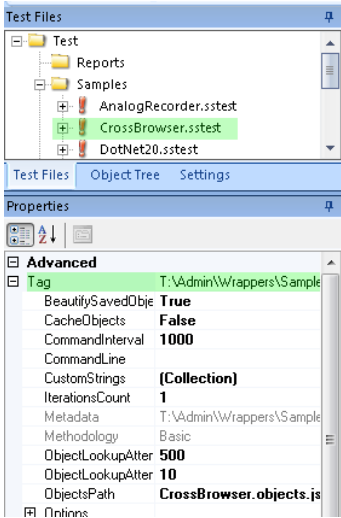 Test Files
Test
Reports
Samples
AnalogRecorder.sstest
CrossBrowser.sstest
DotNet20.sstest
Test Files Object Tree Settings
Properties
Advanced
Tag T:\Admin\Wrappers\Sample
BeautifySavedObje True
CacheObjects False
CommandInterval 1000
CommandLine
CustomStrings (Collection)
IterationsCount 1
Metadata T:\Admin\Wrappers\Sample
Methodology Basic
ObjectLookupAtter 500
ObjectLookupAtter 10
ObjectsPath CrossBrowser.objects.js
Options